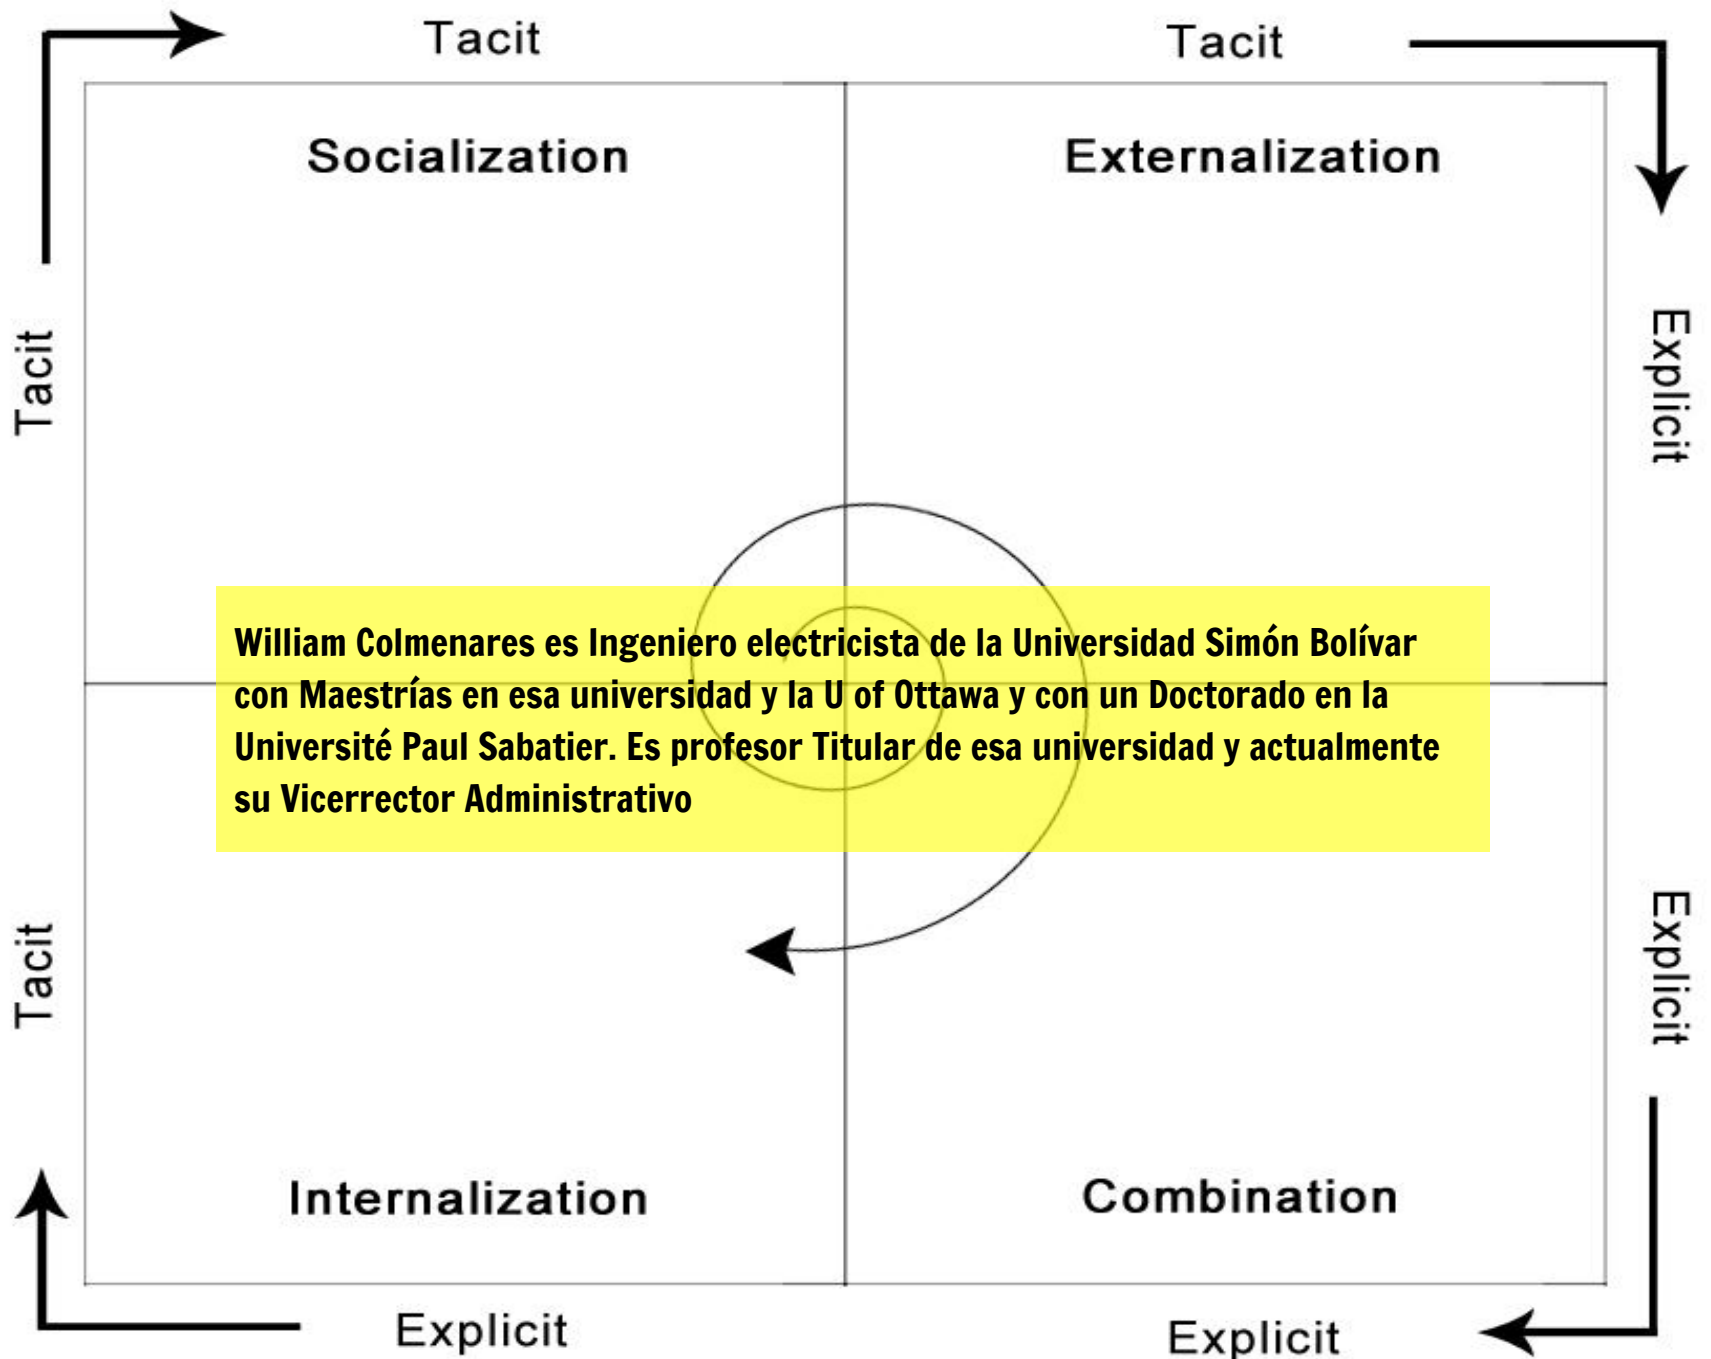 Tacit
Tacit
Socialization
Externalization
Tacit
Explicit
William Colmenares es Ingeniero electricista de la Universidad Simón Bolívar
con Maestrías en esa universidad y la U of Ottawa y con un Doctorado en la
Université Paul Sabatier. Es profesor Titular de esa universidad y actualmente
su Vicerrector Administrativo
Tacit
Explicit
Internalization
Combination
Explicit
Explicit